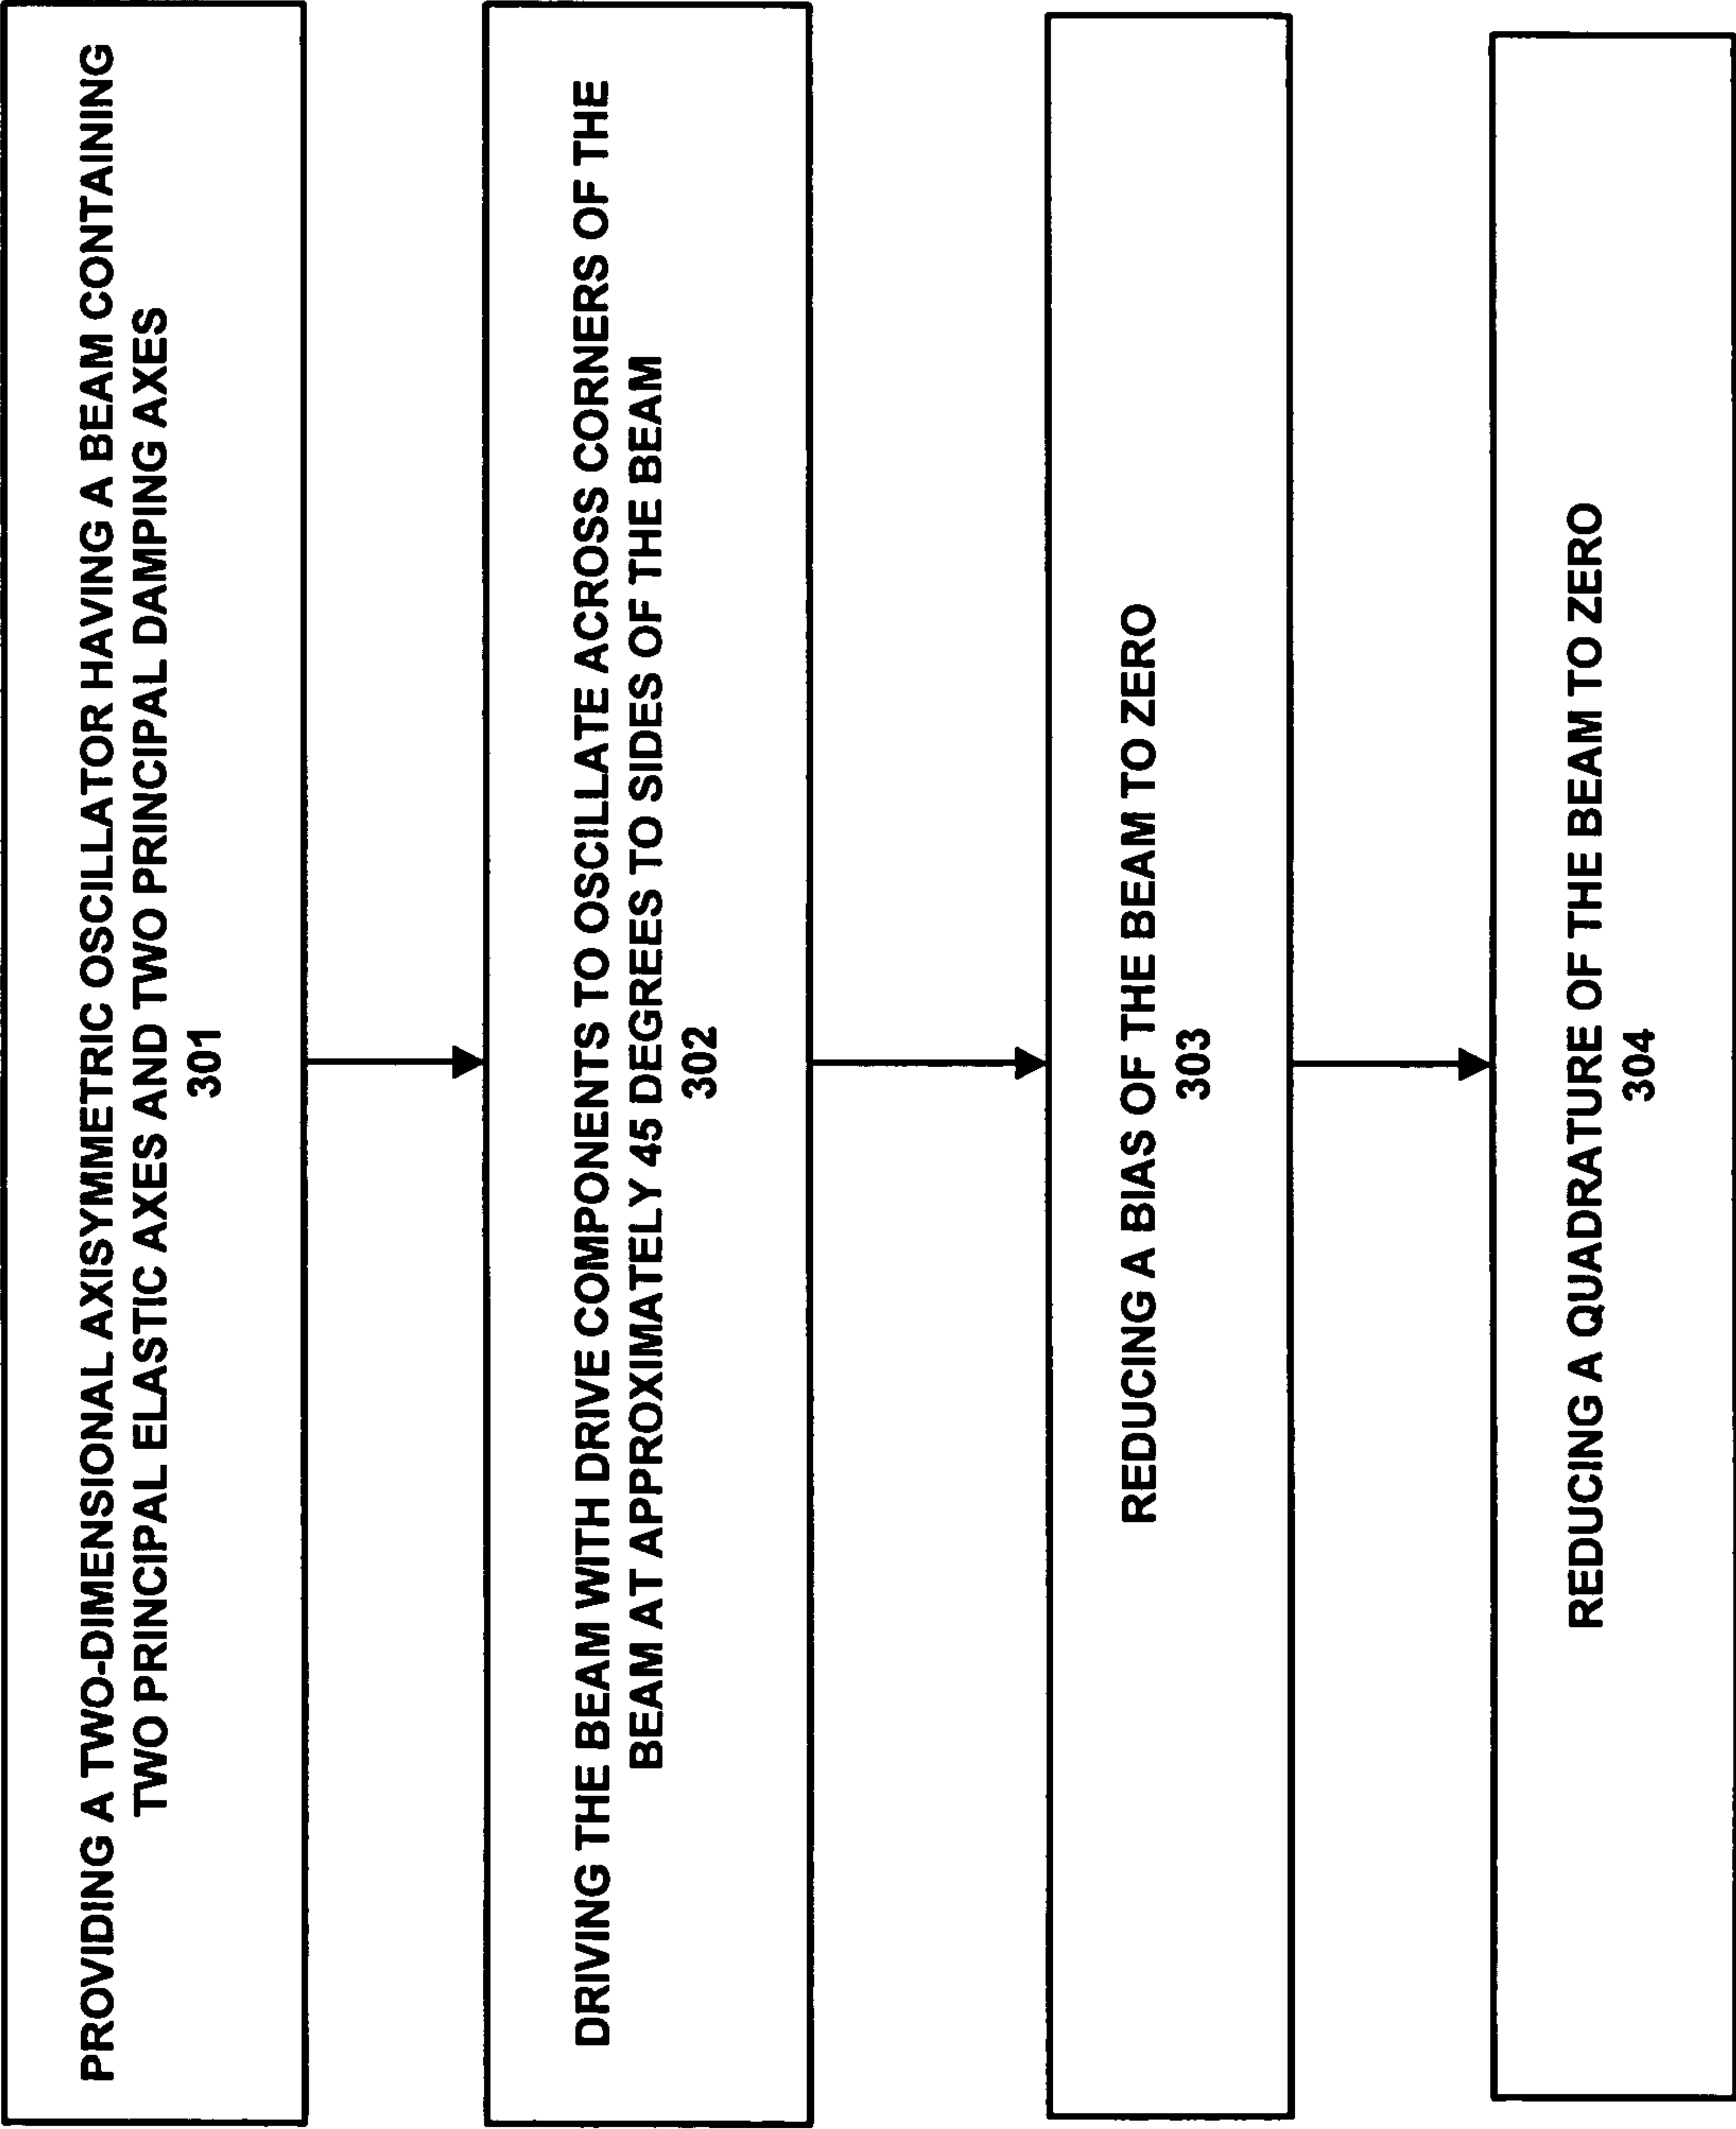 PROVIDING A TWO-DIMENSIONAL AXISYMMETRIC OSCILLATOR HAVING A BEAM CONTAINING
TWO PRINCIPAL ELASTIC AXES AND TWO PRINCIPAL DAMPING AXES
301
DRIVING THE BEAM WITH DRIVE COMPONENTS TO OSCILLATE ACROSS CORNERS OF THE
BEAM AT APPROXIMATELY 45 DEGREES TO SIDES OF THE BEAM
302
REDUCING A BIAS OF THE BEAM TO ZERO
303
REDUCING A QUADRATURE OF THE BEAM TO ZERO
304